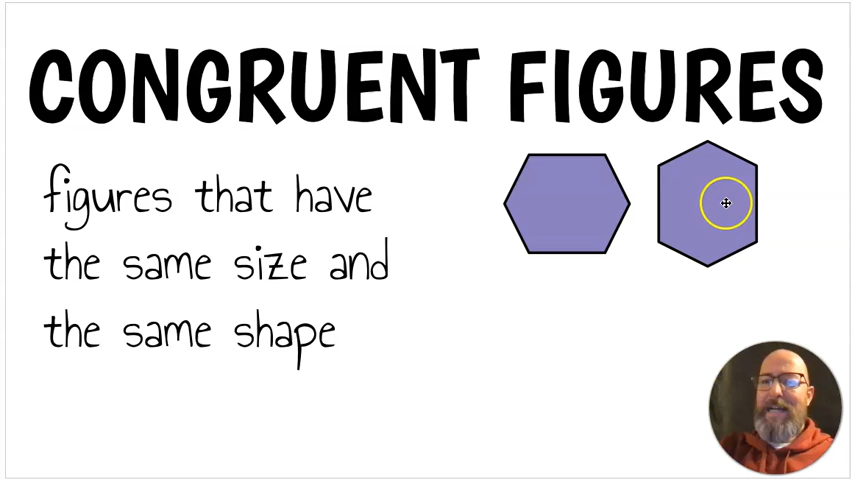 CONGRUENT FIGURES
figures that have
the same size and
the same shape